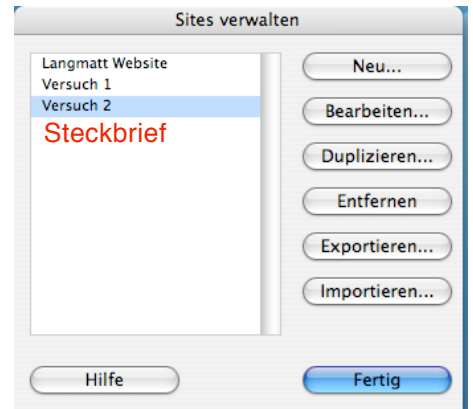 Sites verwalten
Langmatt Website
Versuch 1
Versuch 2
Steckbrief
Neu...
Bearbeiten...
Duplizieren...
Entfernen
Exportieren...
Importieren...
Hilfe
Fertig